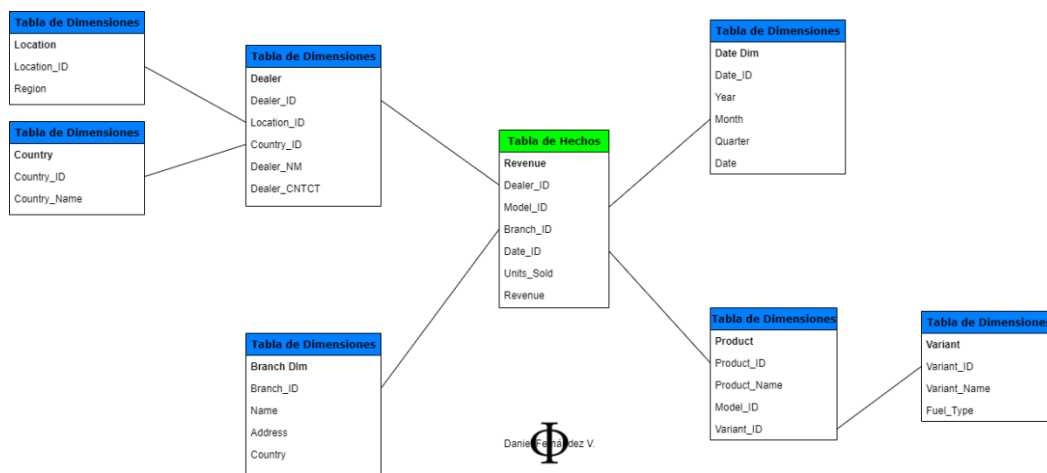 Tabla de Dimensiones
Location
Location_ID
Region
Tabla de Dimensiones
Country
Country_ID
Country_Name
Tabla de Dimensiones
Dealer
Dealer_ID
Location_ID
Country_ID
Dealer_NM
Dealer_CNTCT
Tabla de Dimensiones
Branch Dim
Branch_ID
Name
Address
Country
Tabla de Hechos
Revenue
Dealer_ID
Model_ID
Branch_ID
Date_ID
Units_Sold
Revenue
Tabla de Dimensiones
Date Dim
Date_ID
Year
Month
Quarter
Date
Tabla de Dimensiones
Product
Product_ID
Product_Name
Model_ID
Variant_ID
Tabla de Dimensiones
Variant
Variant_ID
Variant_Name
Fuel_Type
Daniel Fernández V.
Φ